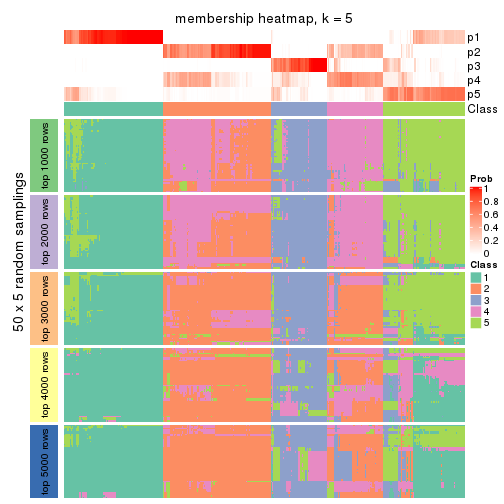 membership heatmap, k = 5
p1
p2
p3
p4
p5
Class
50 x 5 random samplings
top 1000 rows
top 2000 rows
top 3000 rows
top 4000 rows
top 5000 rows
Prob
1
0.8
0.6
0.4
0.2
0
Class
1
2
3
4
5